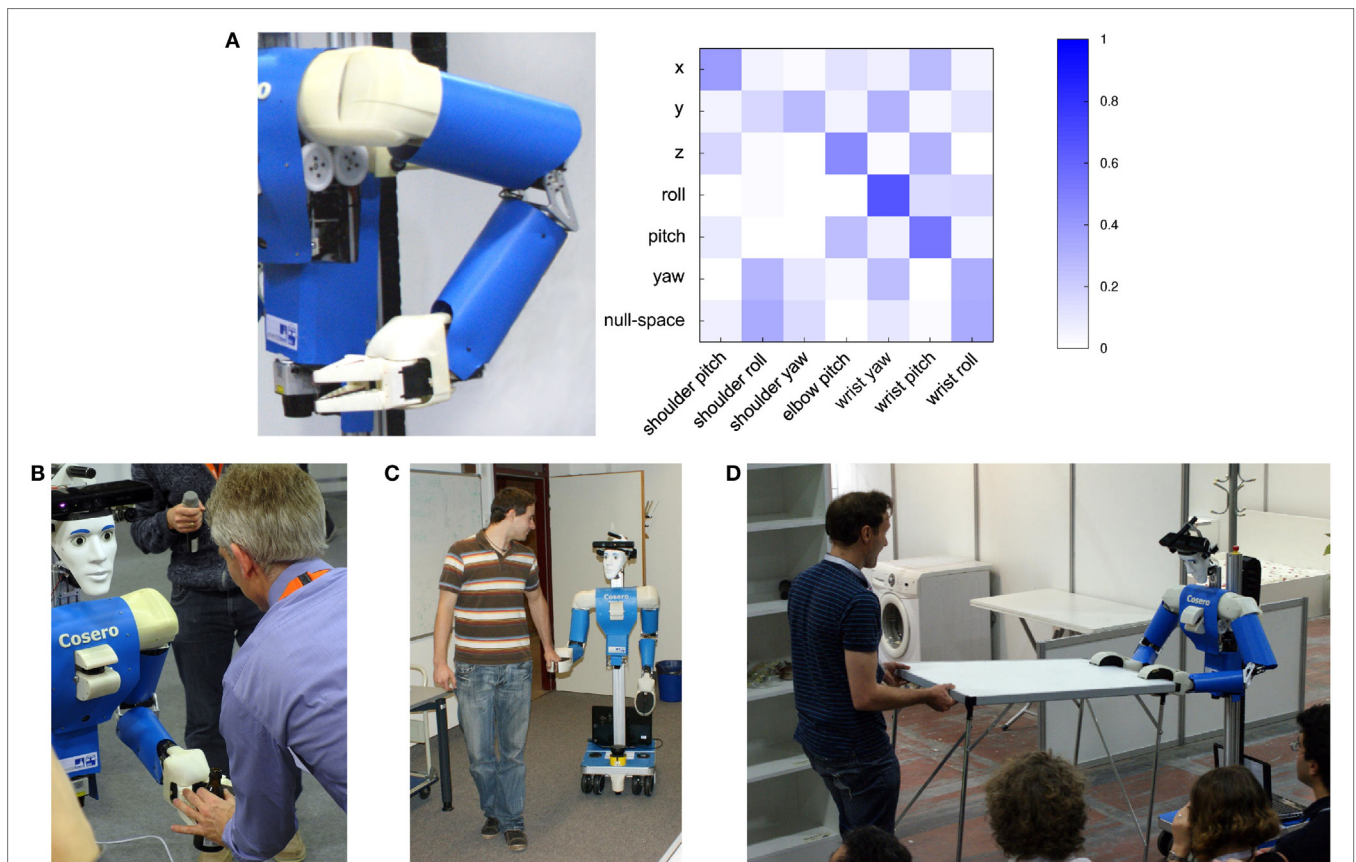 A
x
y
z
roll
pitch
yaw
null-space
shoulder pitch
shoulder roll
shoulder yaw
elbow pitch
wrist yaw
wrist pitch
wrist roll
1
0.8
0.6
0.4
0.2
0
B
Cosero
C
Cosero
D
Cosero